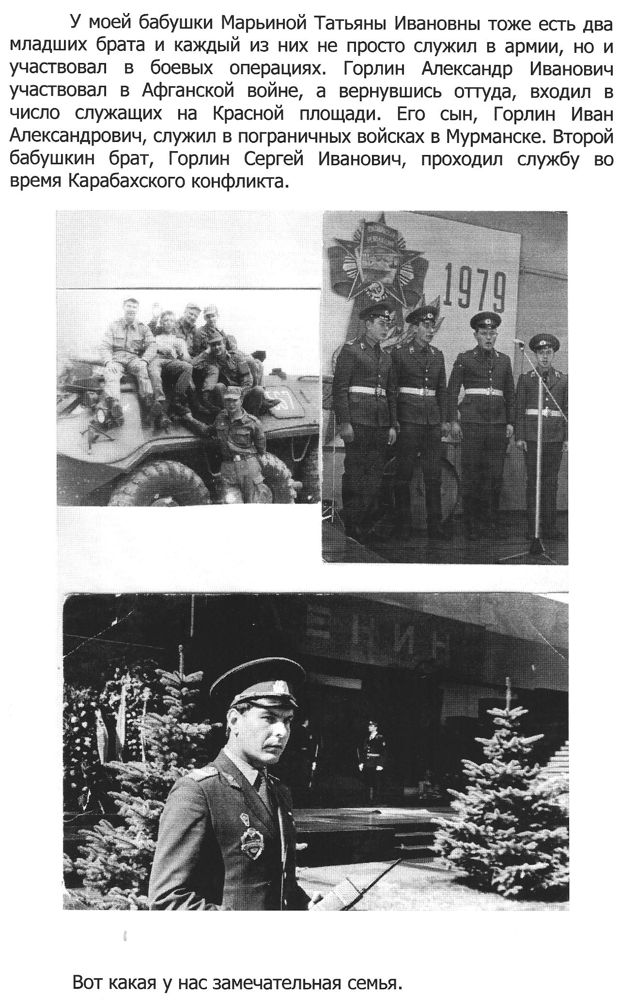 У моей бабушки Марьиной Татьяны Ивановны тоже есть два
младших брата и каждый из них не просто служил в армии, но и
участвовал в боевых операциях. Горлин Александр Иванович
участвовал в Афганской войне, а вернувшись оттуда, входил в
число служащих на Красной площади. Его сын, Горлин Иван
Александрович, служил в пограничных войсках в Мурманске. Второй
бабушкин брат, Горлин Сергей Иванович, проходил службу во
время Карабахского конфликта.
1979
ЕНИН
Вот какая у нас замечательная семья.